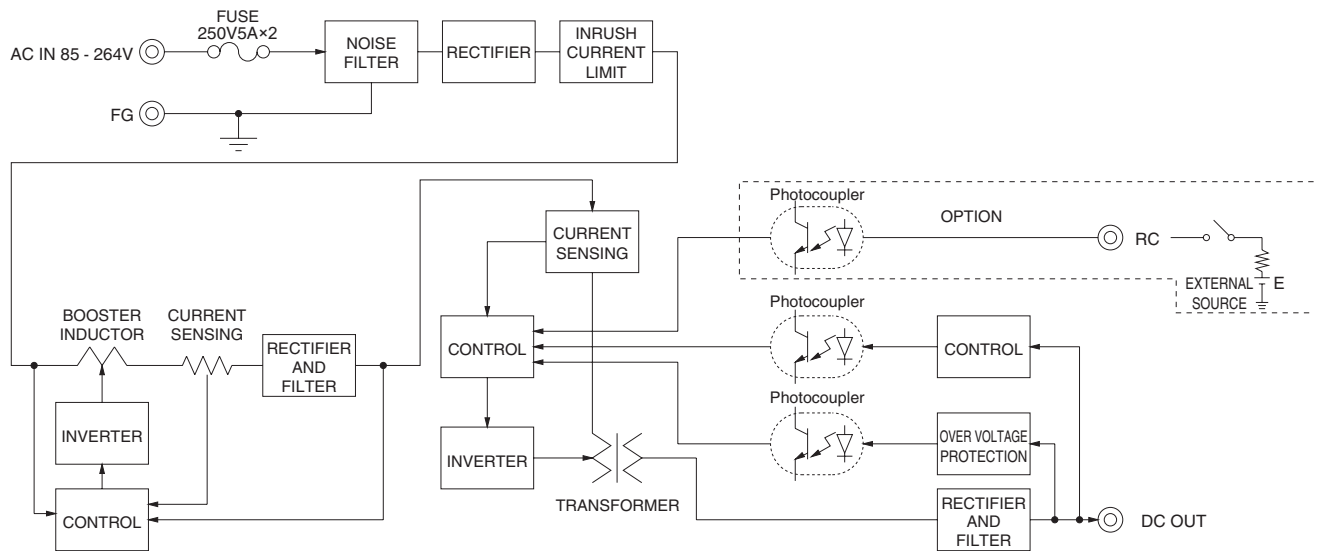 FUSE
250V5A×2
AC IN 85 - 264V
NOISE
FILTER
RECTIFIER
INRUSH
CURRENT
LIMIT
FG
Photocoupler
OPTION
RC
E
EXTERNAL
SOURCE
CURRENT
SENSING
BOOSTER
INDUCTOR
CURRENT
SENSING
RECTIFIER
AND
FILTER
CONTROL
Photocoupler
CONTROL
INVERTER
INVERTER
TRANSFORMER
Photocoupler
OVER VOLTAGE
PROTECTION
CONTROL
RECTIFIER
AND
FILTER
DC OUT